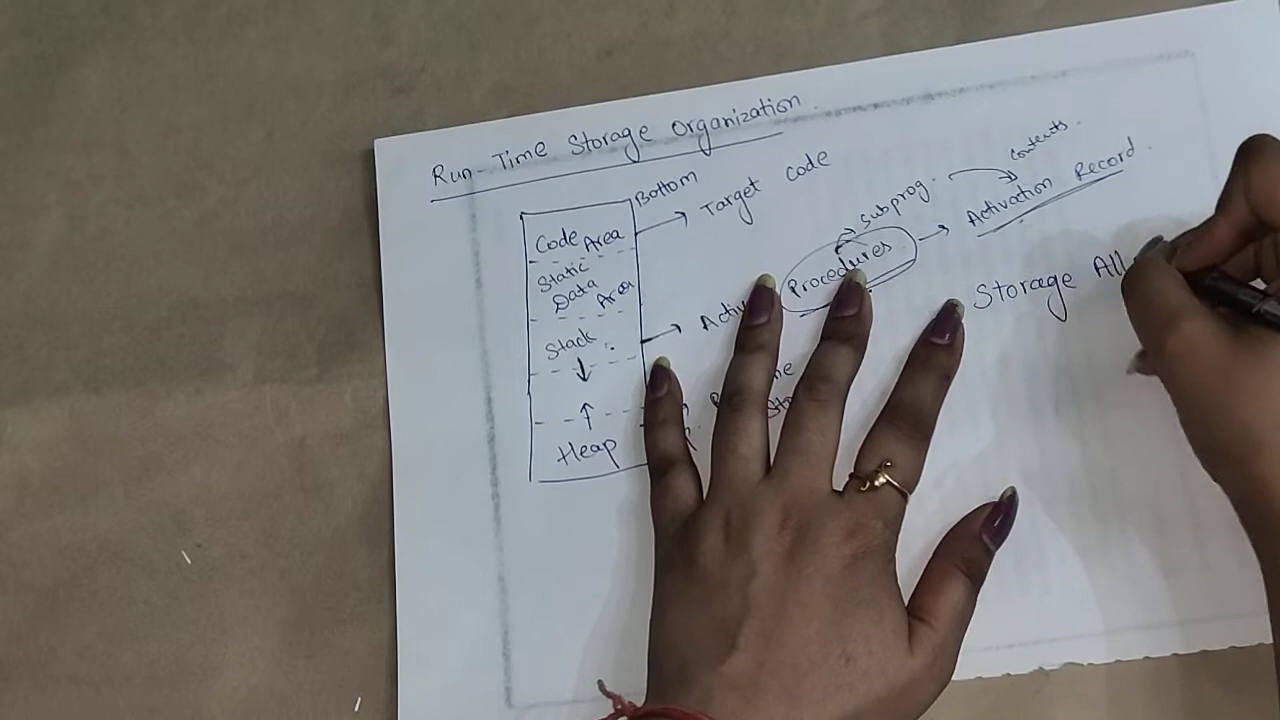 Run-Time Storage Organization
Bottom
Code Area
Target Code
Static
Data
Area
Stack
Heap
Procedures
Subprog.
Contents.
Activation Record.
Storage